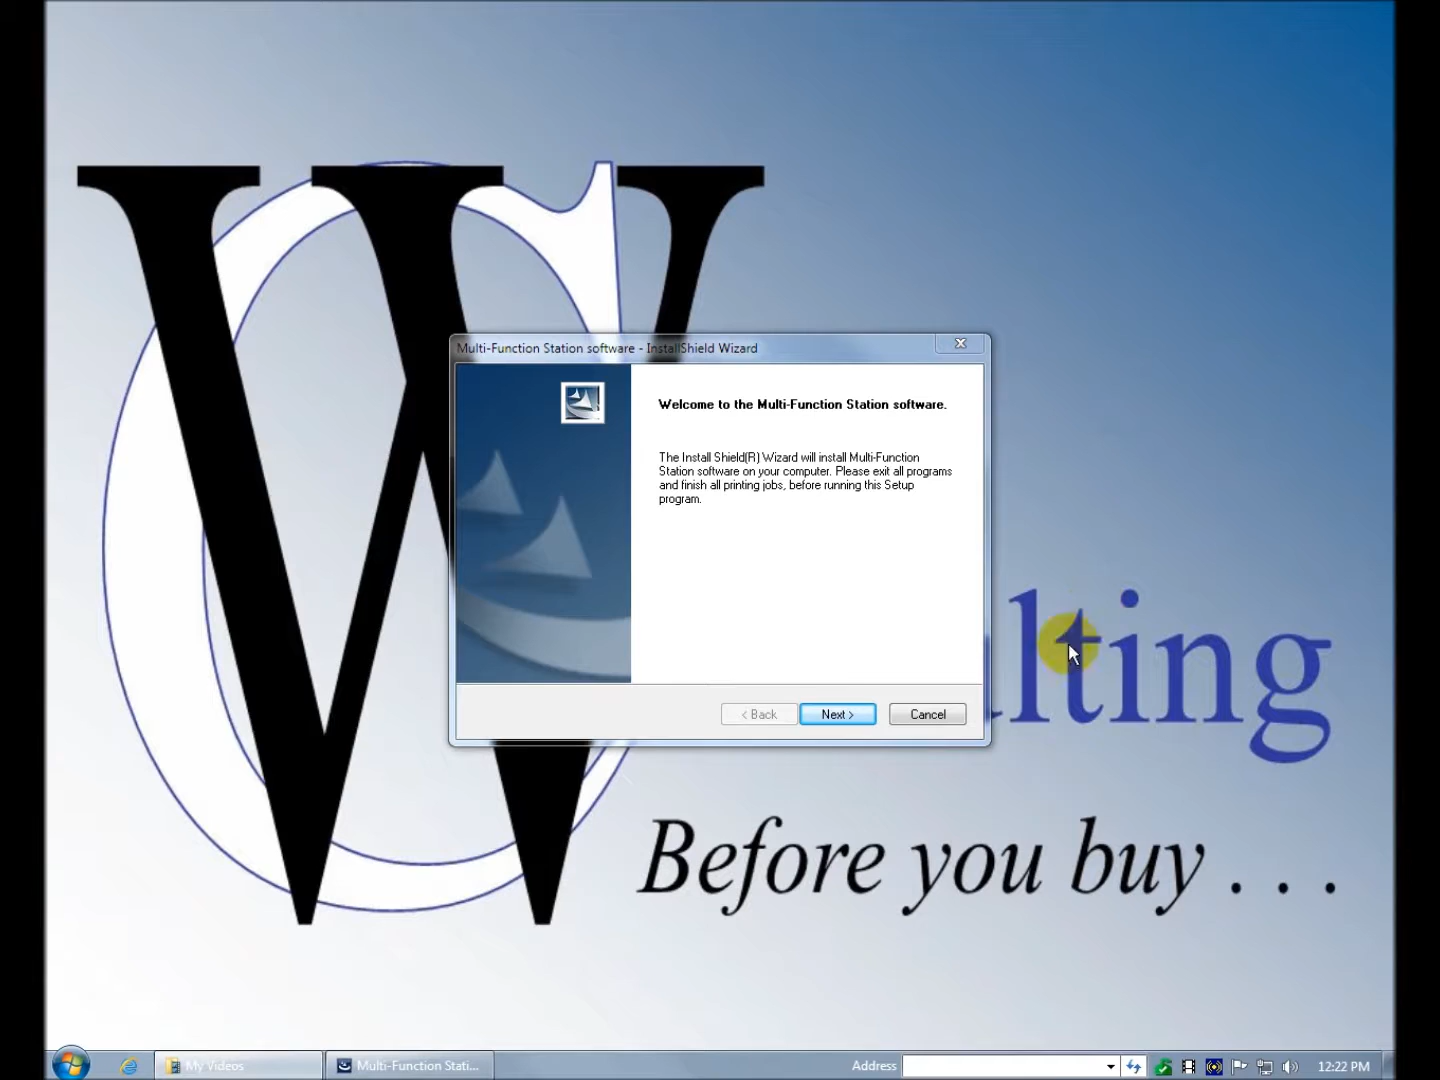 Multi-Function Station software - InstallShield Wizard
Welcome to the Multi-Function Station software.
The Install Shield(R) Wizard will install Multi-Function
Station software on your computer. Please exit all programs
and finish all printing jobs, before running this Setup
program.
< Back
Next >
Cancel
W
lting
Before you buy . . .
My Videos
Multi-Function Stati...
Address
12:22 PM